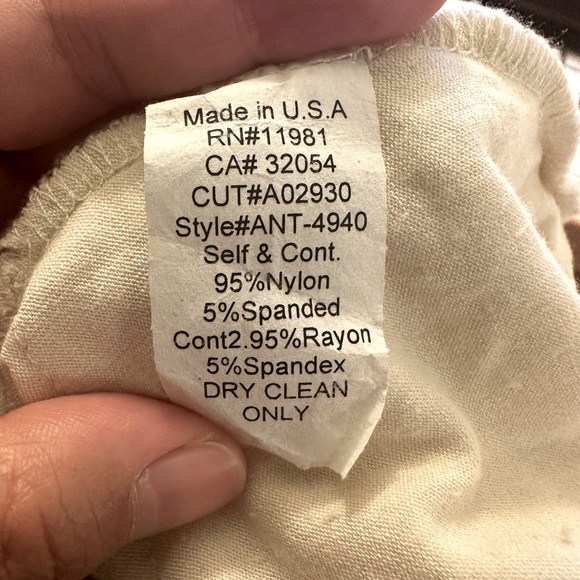 Made in U.S.A
RN#11981
CA# 32054
CUT#A02930
Style#ANT-4940
Self & Cont.
95%Nylon
5%Spanded
Cont2.95%Rayon
5%Spandex
DRY CLEAN
ONLY